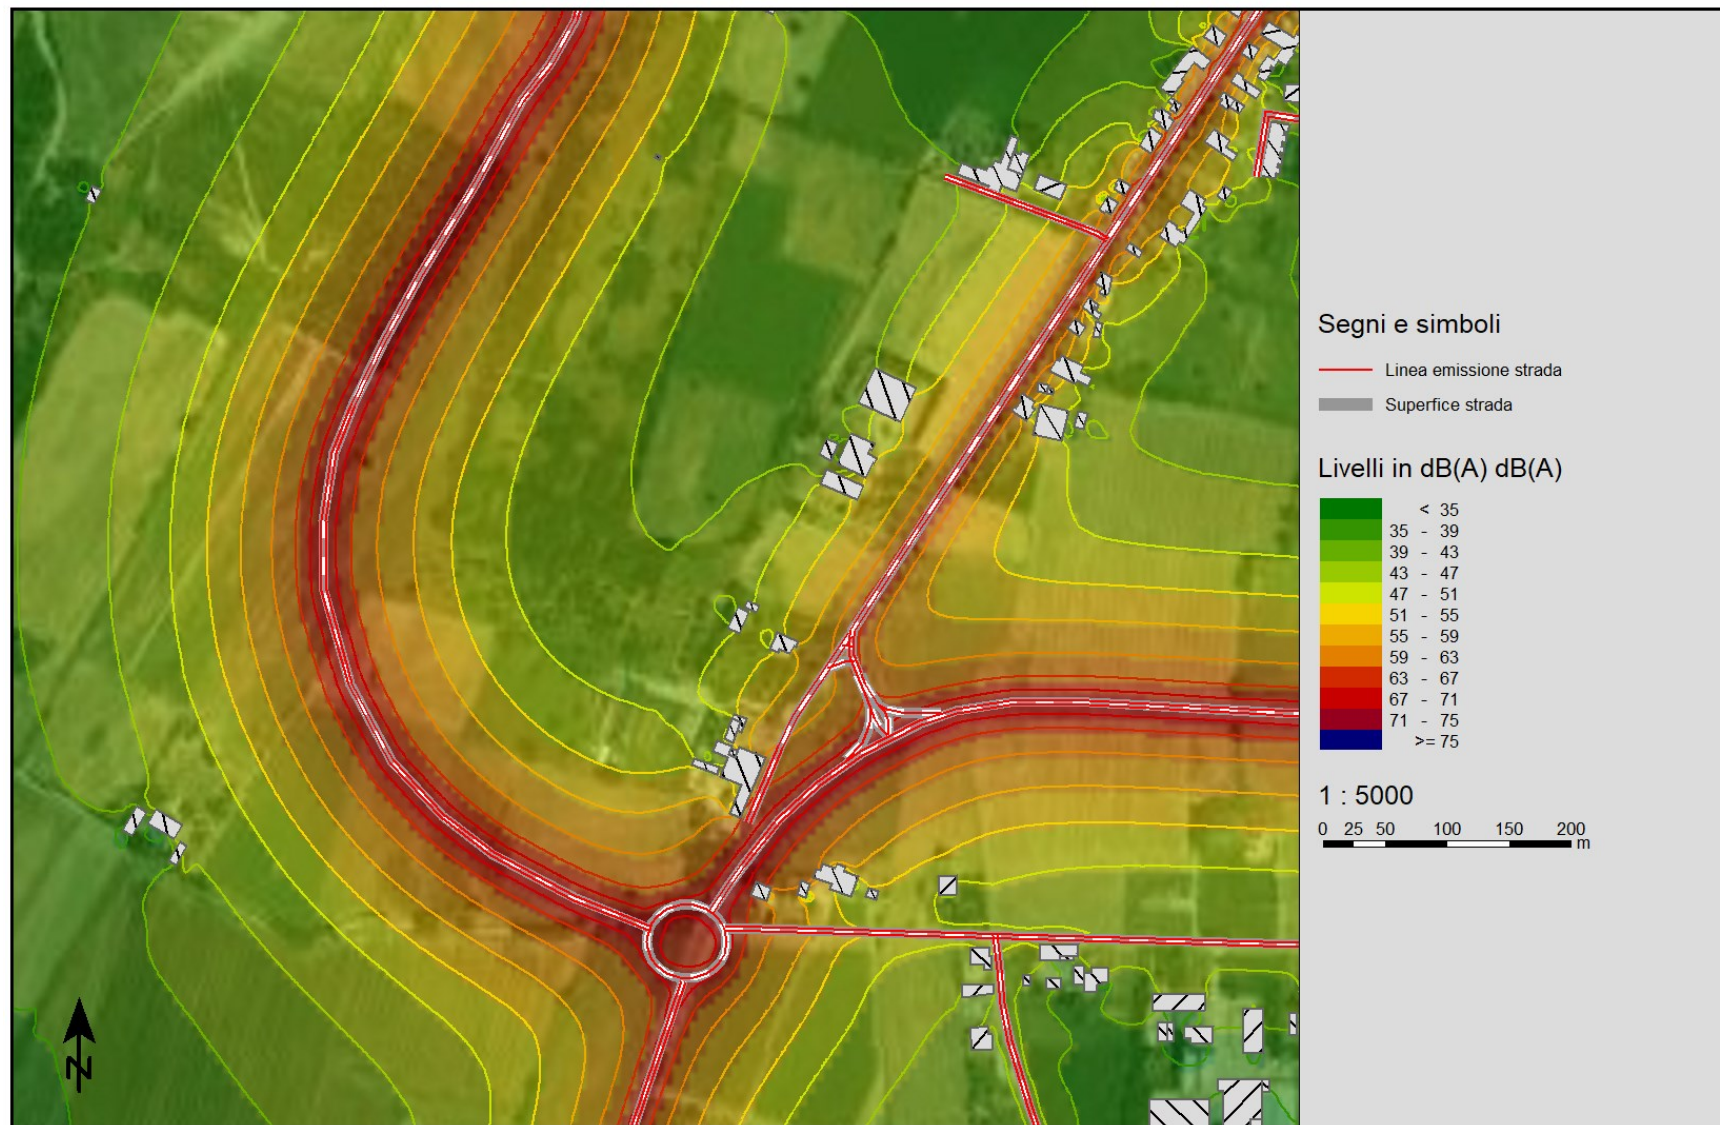 Segni e simboli
Linea emissione strada
Superfice strada
Livelli in dB(A) dB(A)
< 35
35 - 39
39 - 43
43 - 47
47 - 51
51 - 55
55 - 59
59 - 63
63 - 67
67 - 71
71 - 75
>= 75
1 : 5000
0 25 50 100 150 200
m
N